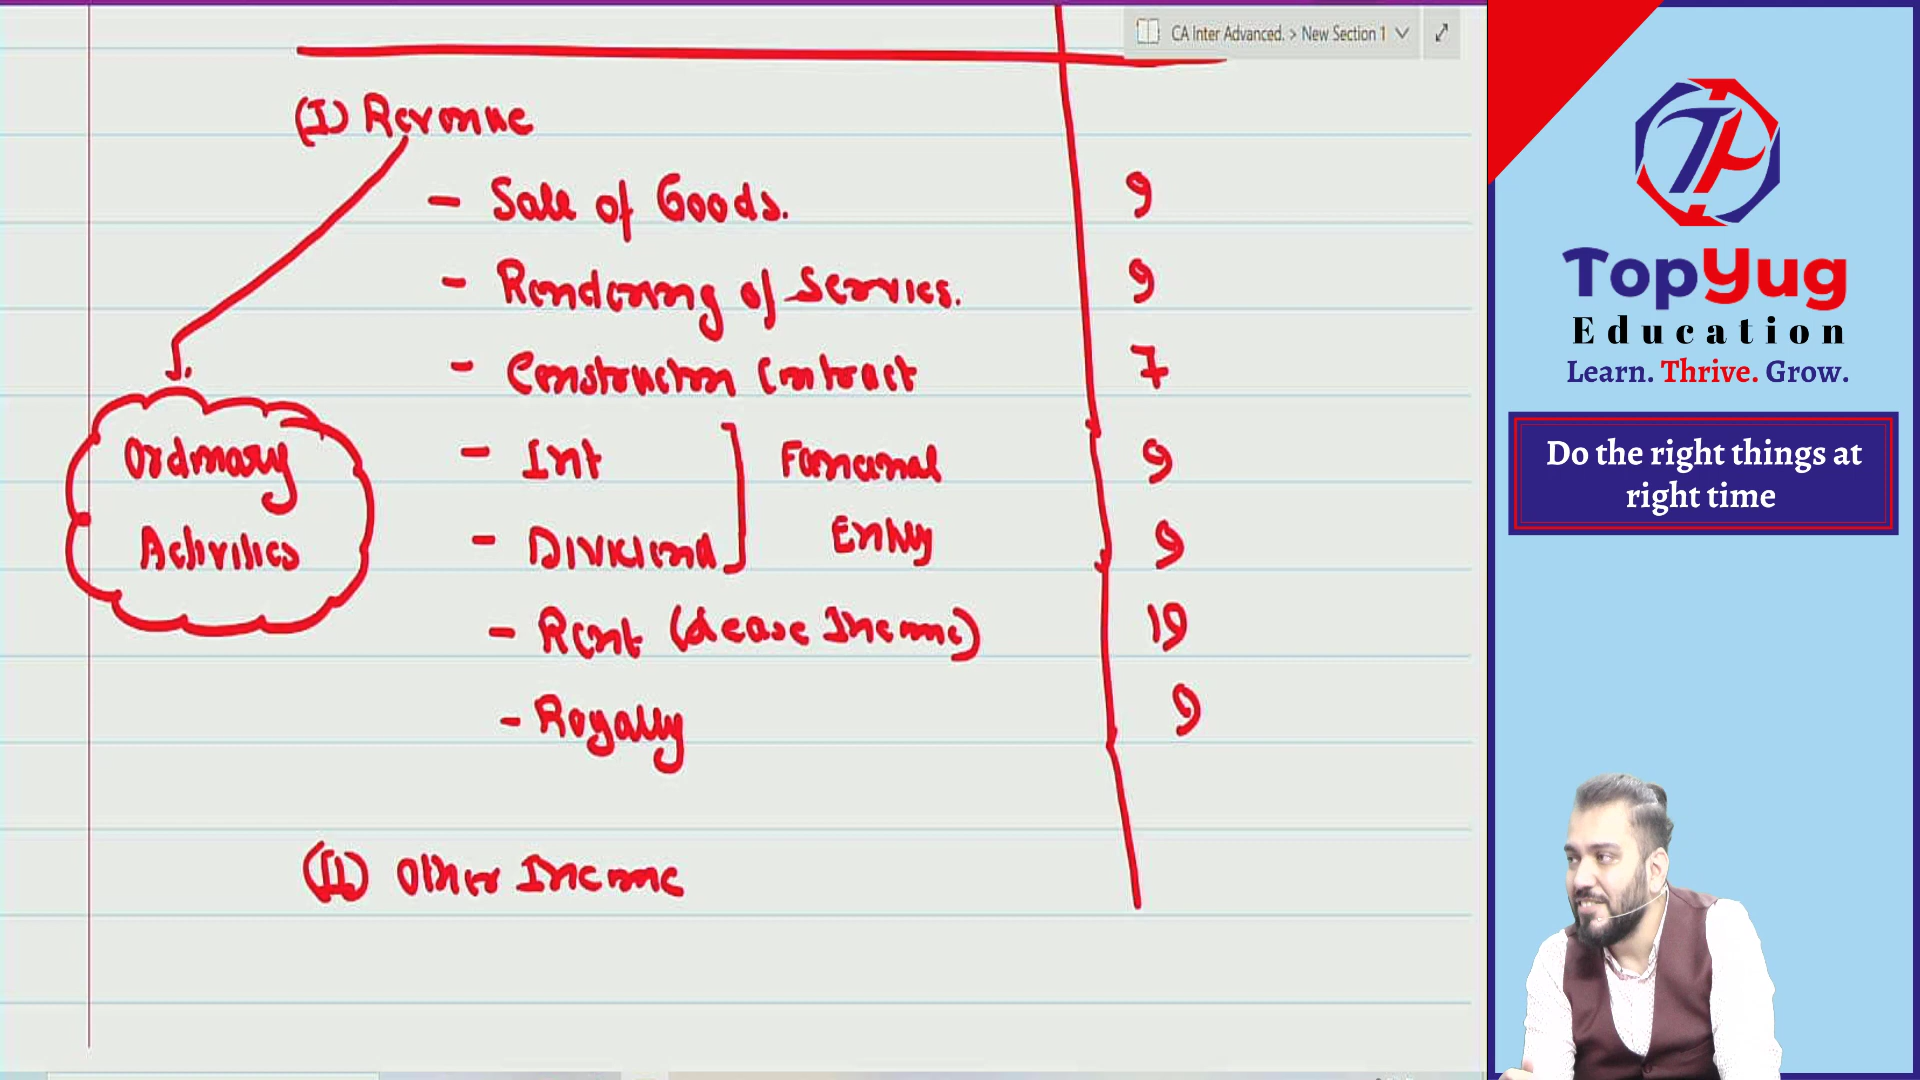 CA Inter Advanced. > New Section 1
(I) Revenue
- Sale of Goods. 9
- Rendering of Services. 9
- Construction Contract 7
- Int 9
- Dividend 9
Financial
Entity
- Rent (Lease Income) 19
- Royalty 9
Ordinary
Activities
(II) Other Income
TopYug
Education
Learn. Thrive. Grow.
Do the right things at
right time